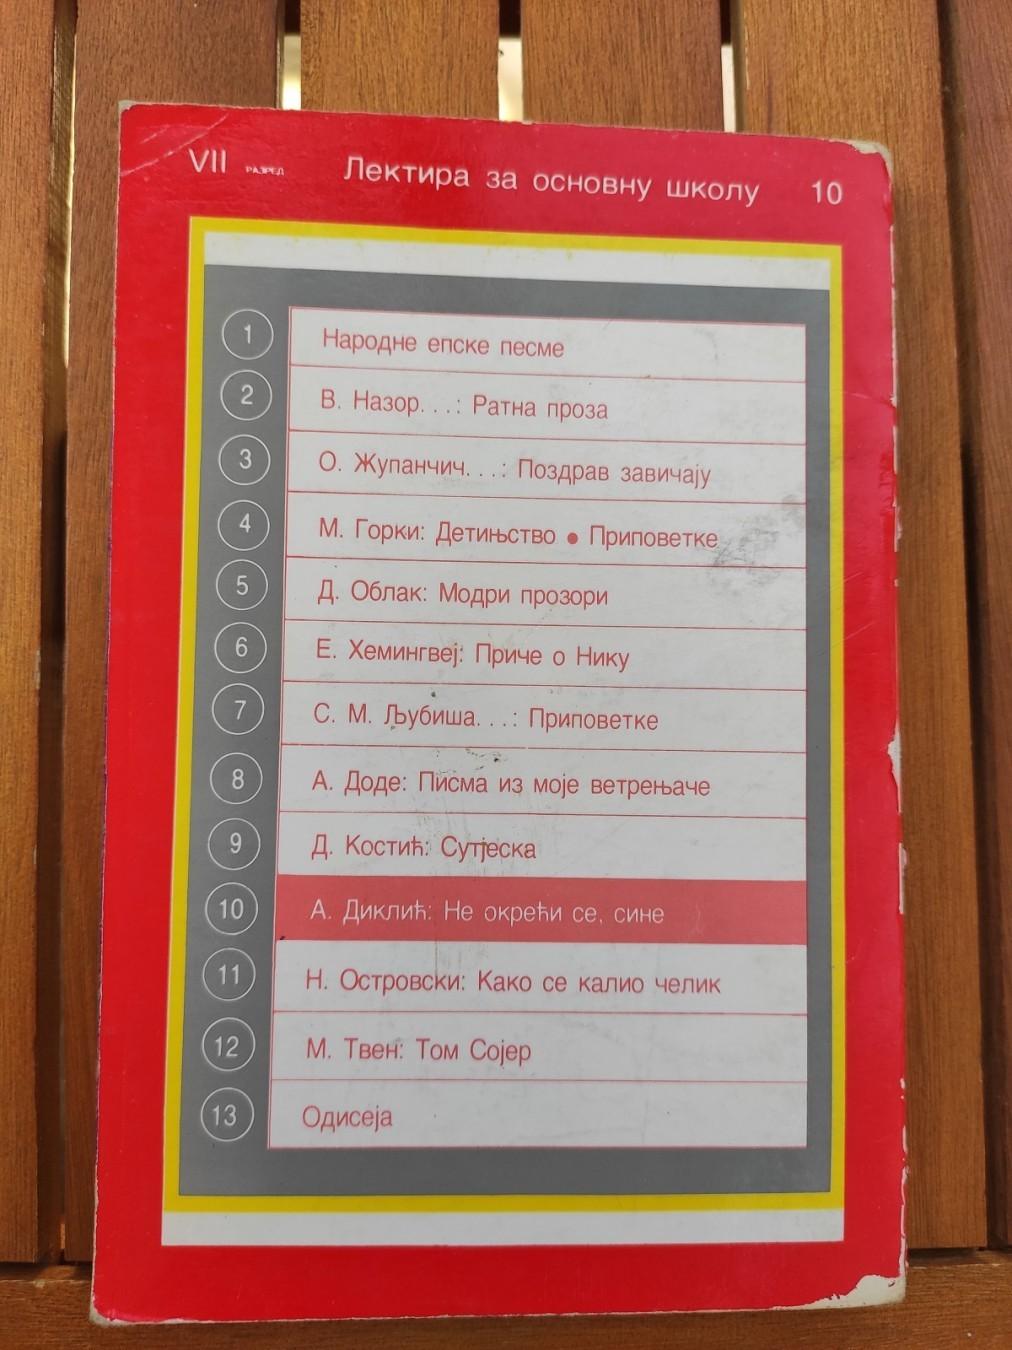 VII РАЗРЕД Лектира за основну школу 10
1 Народне епске песме
2 В. Назор...: Ратна проза
3 О. Жупанчич...: Поздрав завичају
4 М. Горки: Детињство • Приповетке
5 Д. Облак: Модри прозори
6 Е. Хемингвеј: Приче о Нику
7 С. М. Љубиша...: Приповетке
8 А. Доде: Писма из моје ветрењаче
9 Д. Костић: Сутјеска
10 А. Диклић: Не окрећи се, сине
11 Н. Островски: Како се калио челик
12 М. Твен: Том Сојер
13 Одисеја